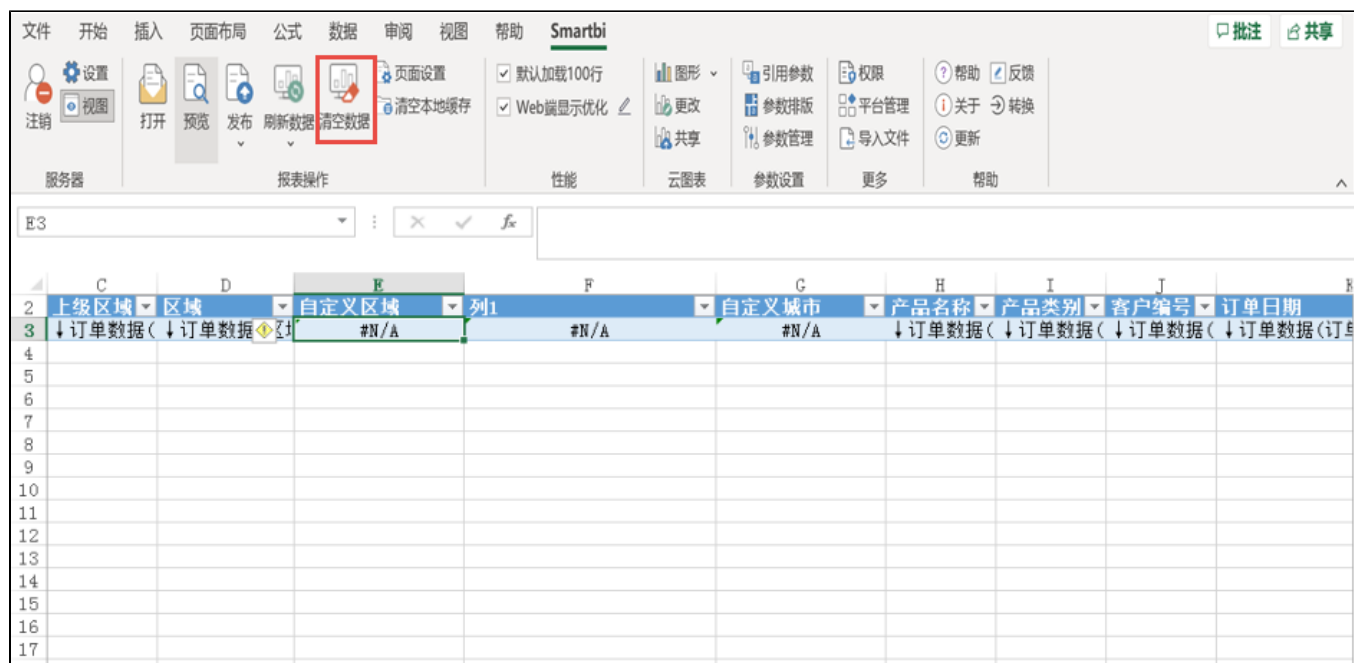 文件 开始 插入 页面布局 公式 数据 审阅 视图 帮助 Smartbi 批注 共享
设置 页面设置 默认加载100行 图形 引用参数 权限 帮助 反馈
视图 清空本地缓存 Web端显示优化 更改 参数排版 平台管理 关于 转换
注销 打开 预览 发布 刷新数据 清空数据 共享 参数管理 导入文件 更新
服务器 报表操作 性能 云图表 参数设置 更多 帮助
E3 fx
C D E F G H I J
2 上级区域 区域 自定义区域 列1 自定义城市 产品名称 产品类别 客户编号 订单日期
3 ↓订单数据( ↓订单数据 #N/A #N/A #N/A ↓订单数据( ↓订单数据( ↓订单数据( ↓订单数据(订
4
5
6
7
8
9
10
11
12
13
14
15
16
17